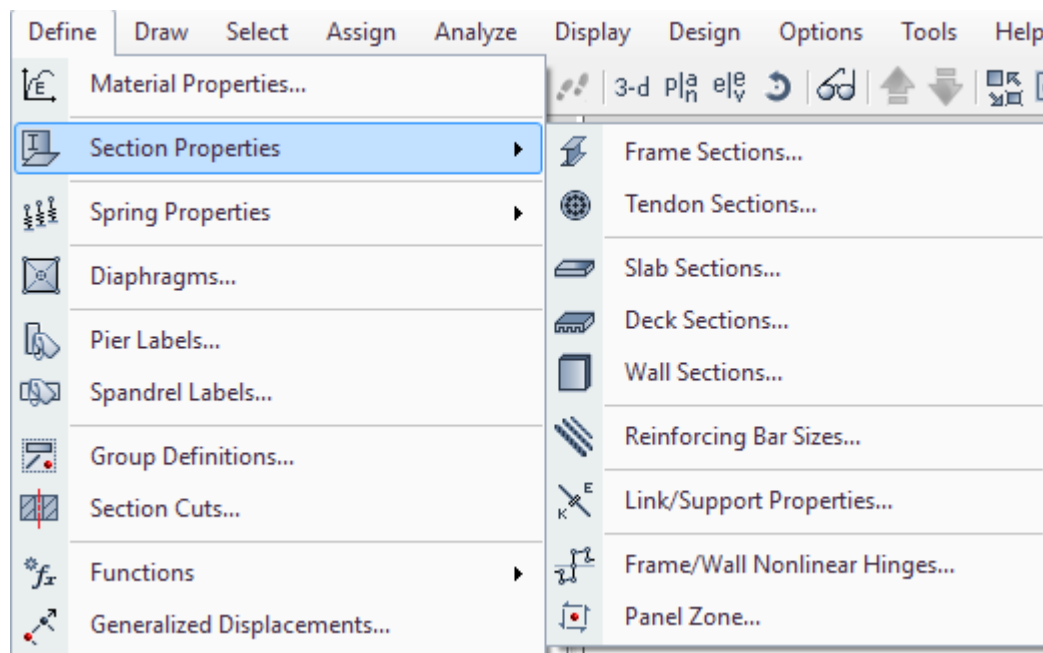 Define Draw Select Assign Analyze Display Design Options Tools Help
E
3-d
Material Properties...
Section Properties
Spring Properties
Diaphragms...
Pier Labels...
Spandrel Labels...
Group Definitions...
Section Cuts...
fx Functions
Generalized Displacements...
Frame Sections...
Tendon Sections...
Slab Sections...
Deck Sections...
Wall Sections...
Reinforcing Bar Sizes...
E
K
Link/Support Properties...
Frame/Wall Nonlinear Hinges...
Panel Zone...